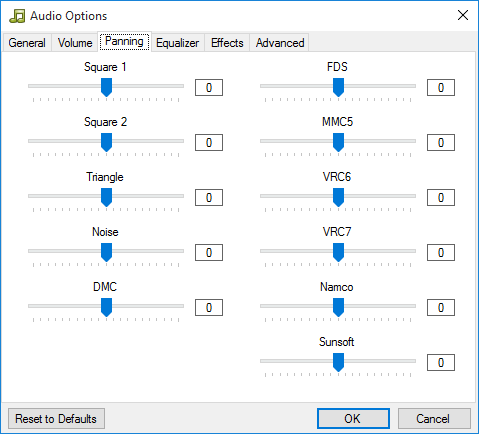 Audio Options
General Volume Panning Equalizer Effects Advanced
Square 1
0
Square 2
0
Triangle
0
Noise
0
DMC
0
FDS
0
MMC5
0
VRC6
0
VRC7
0
Namco
0
Sunsoft
0
Reset to Defaults OK Cancel